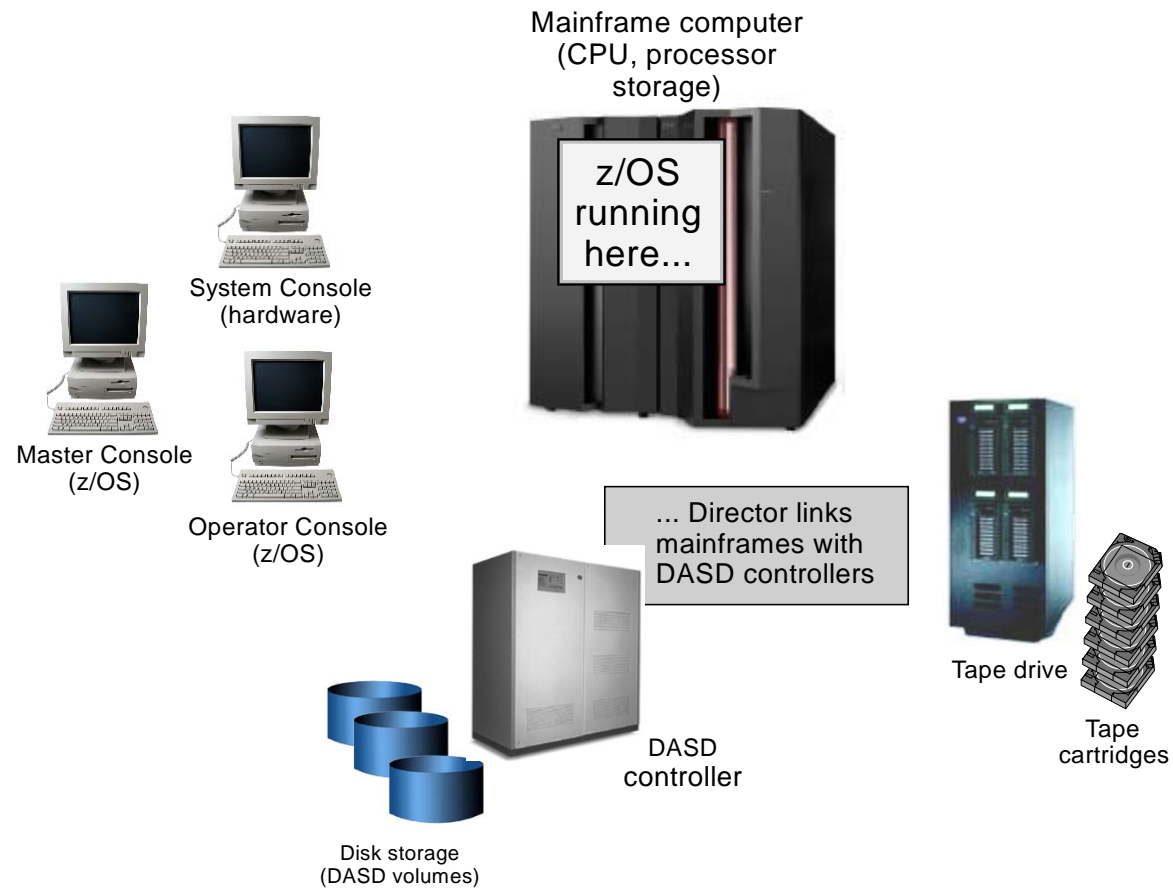 Mainframe computer
(CPU, processor
storage)
z/OS
running
here...
System Console
(hardware)
Master Console
(z/OS)
Operator Console
(z/OS)
... Director links
mainframes with
DASD controllers
Tape drive
Tape
cartridges
DASD
controller
Disk storage
(DASD volumes)